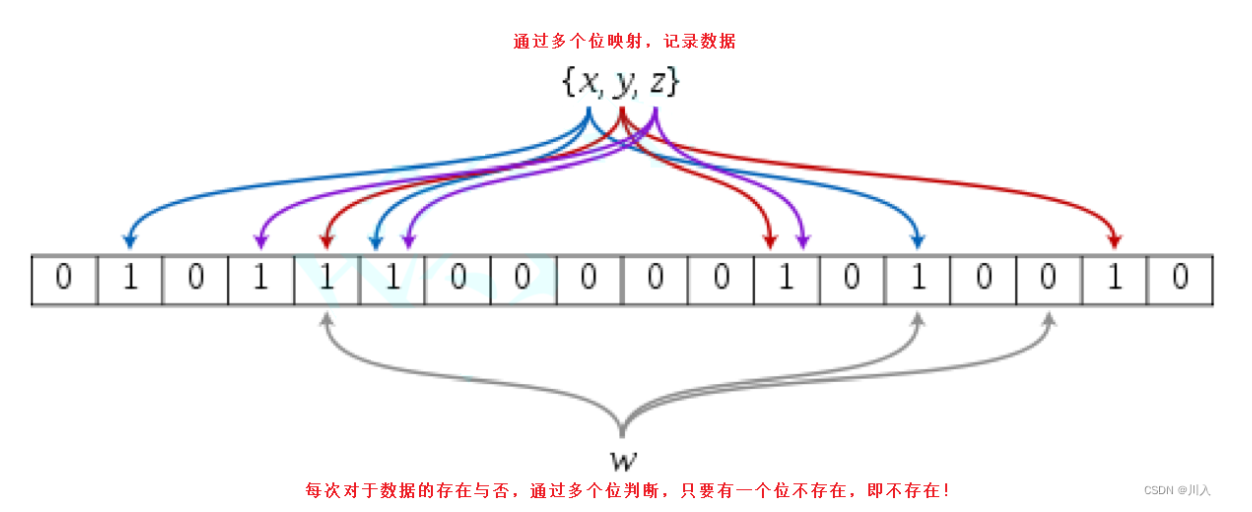 通过多个位映射，记录数据
{x, y, z}
0 1 0 1 1 1 0 0 0 0 0 1 0 1 0 0 1 0
w
每次对于数据的存在与否，通过多个位判断，只要有一个位不存在，即不存在！
CSDN @川入